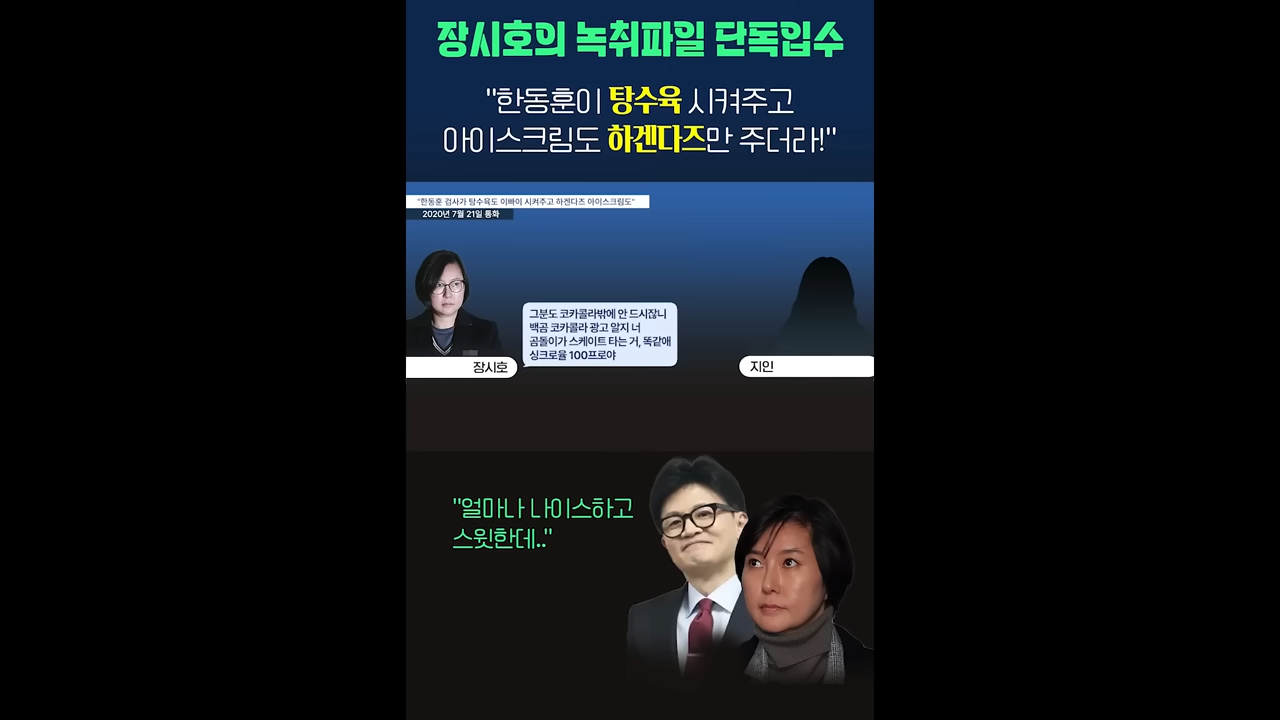 장시호의 녹취파일 단독입수
"한동훈이 탕수육 시켜주고
아이스크림도 하겐다즈만 주더라!"
"한동훈 검사가 탕수육도 이빠이 시켜주고 하겐다즈 아이스크림도"
2020년 7월 21일 통화
그분도 코카콜라밖에 안 드시잖니
백곰 코카콜라 광고 알지 너
곰돌이가 스케이트 타는 거, 똑같애
싱크로율 100프로야
장시호
지인
"얼마나 나이스하고
스윗한데.."